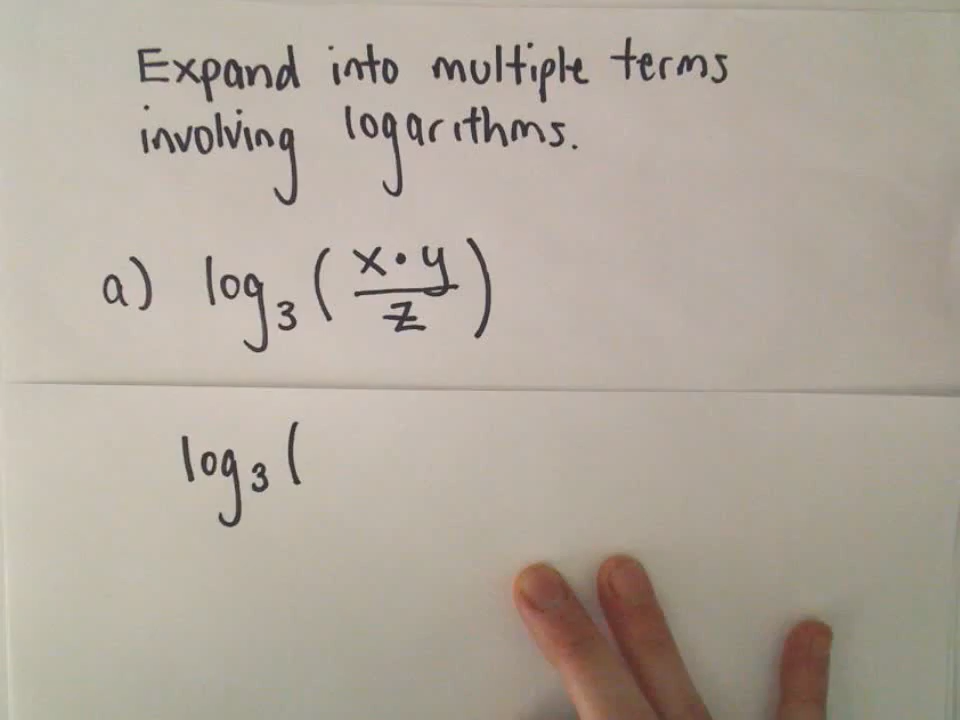 Expand into multiple terms
involving logarithms.
a) log₃(x·y/z)
log₃(